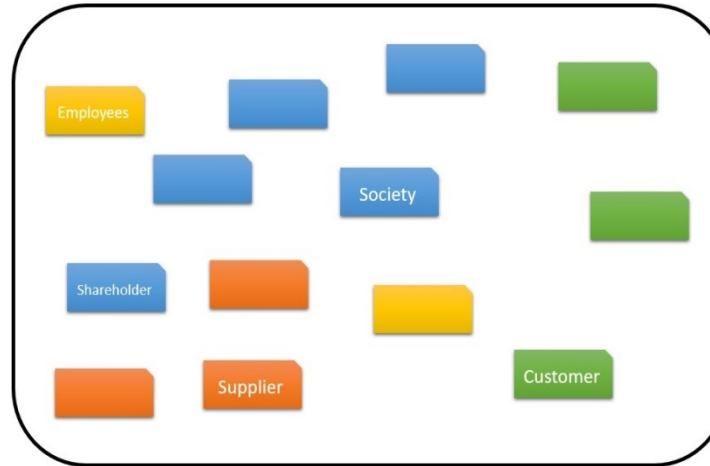 Employees
Society
Shareholder
Supplier
Customer